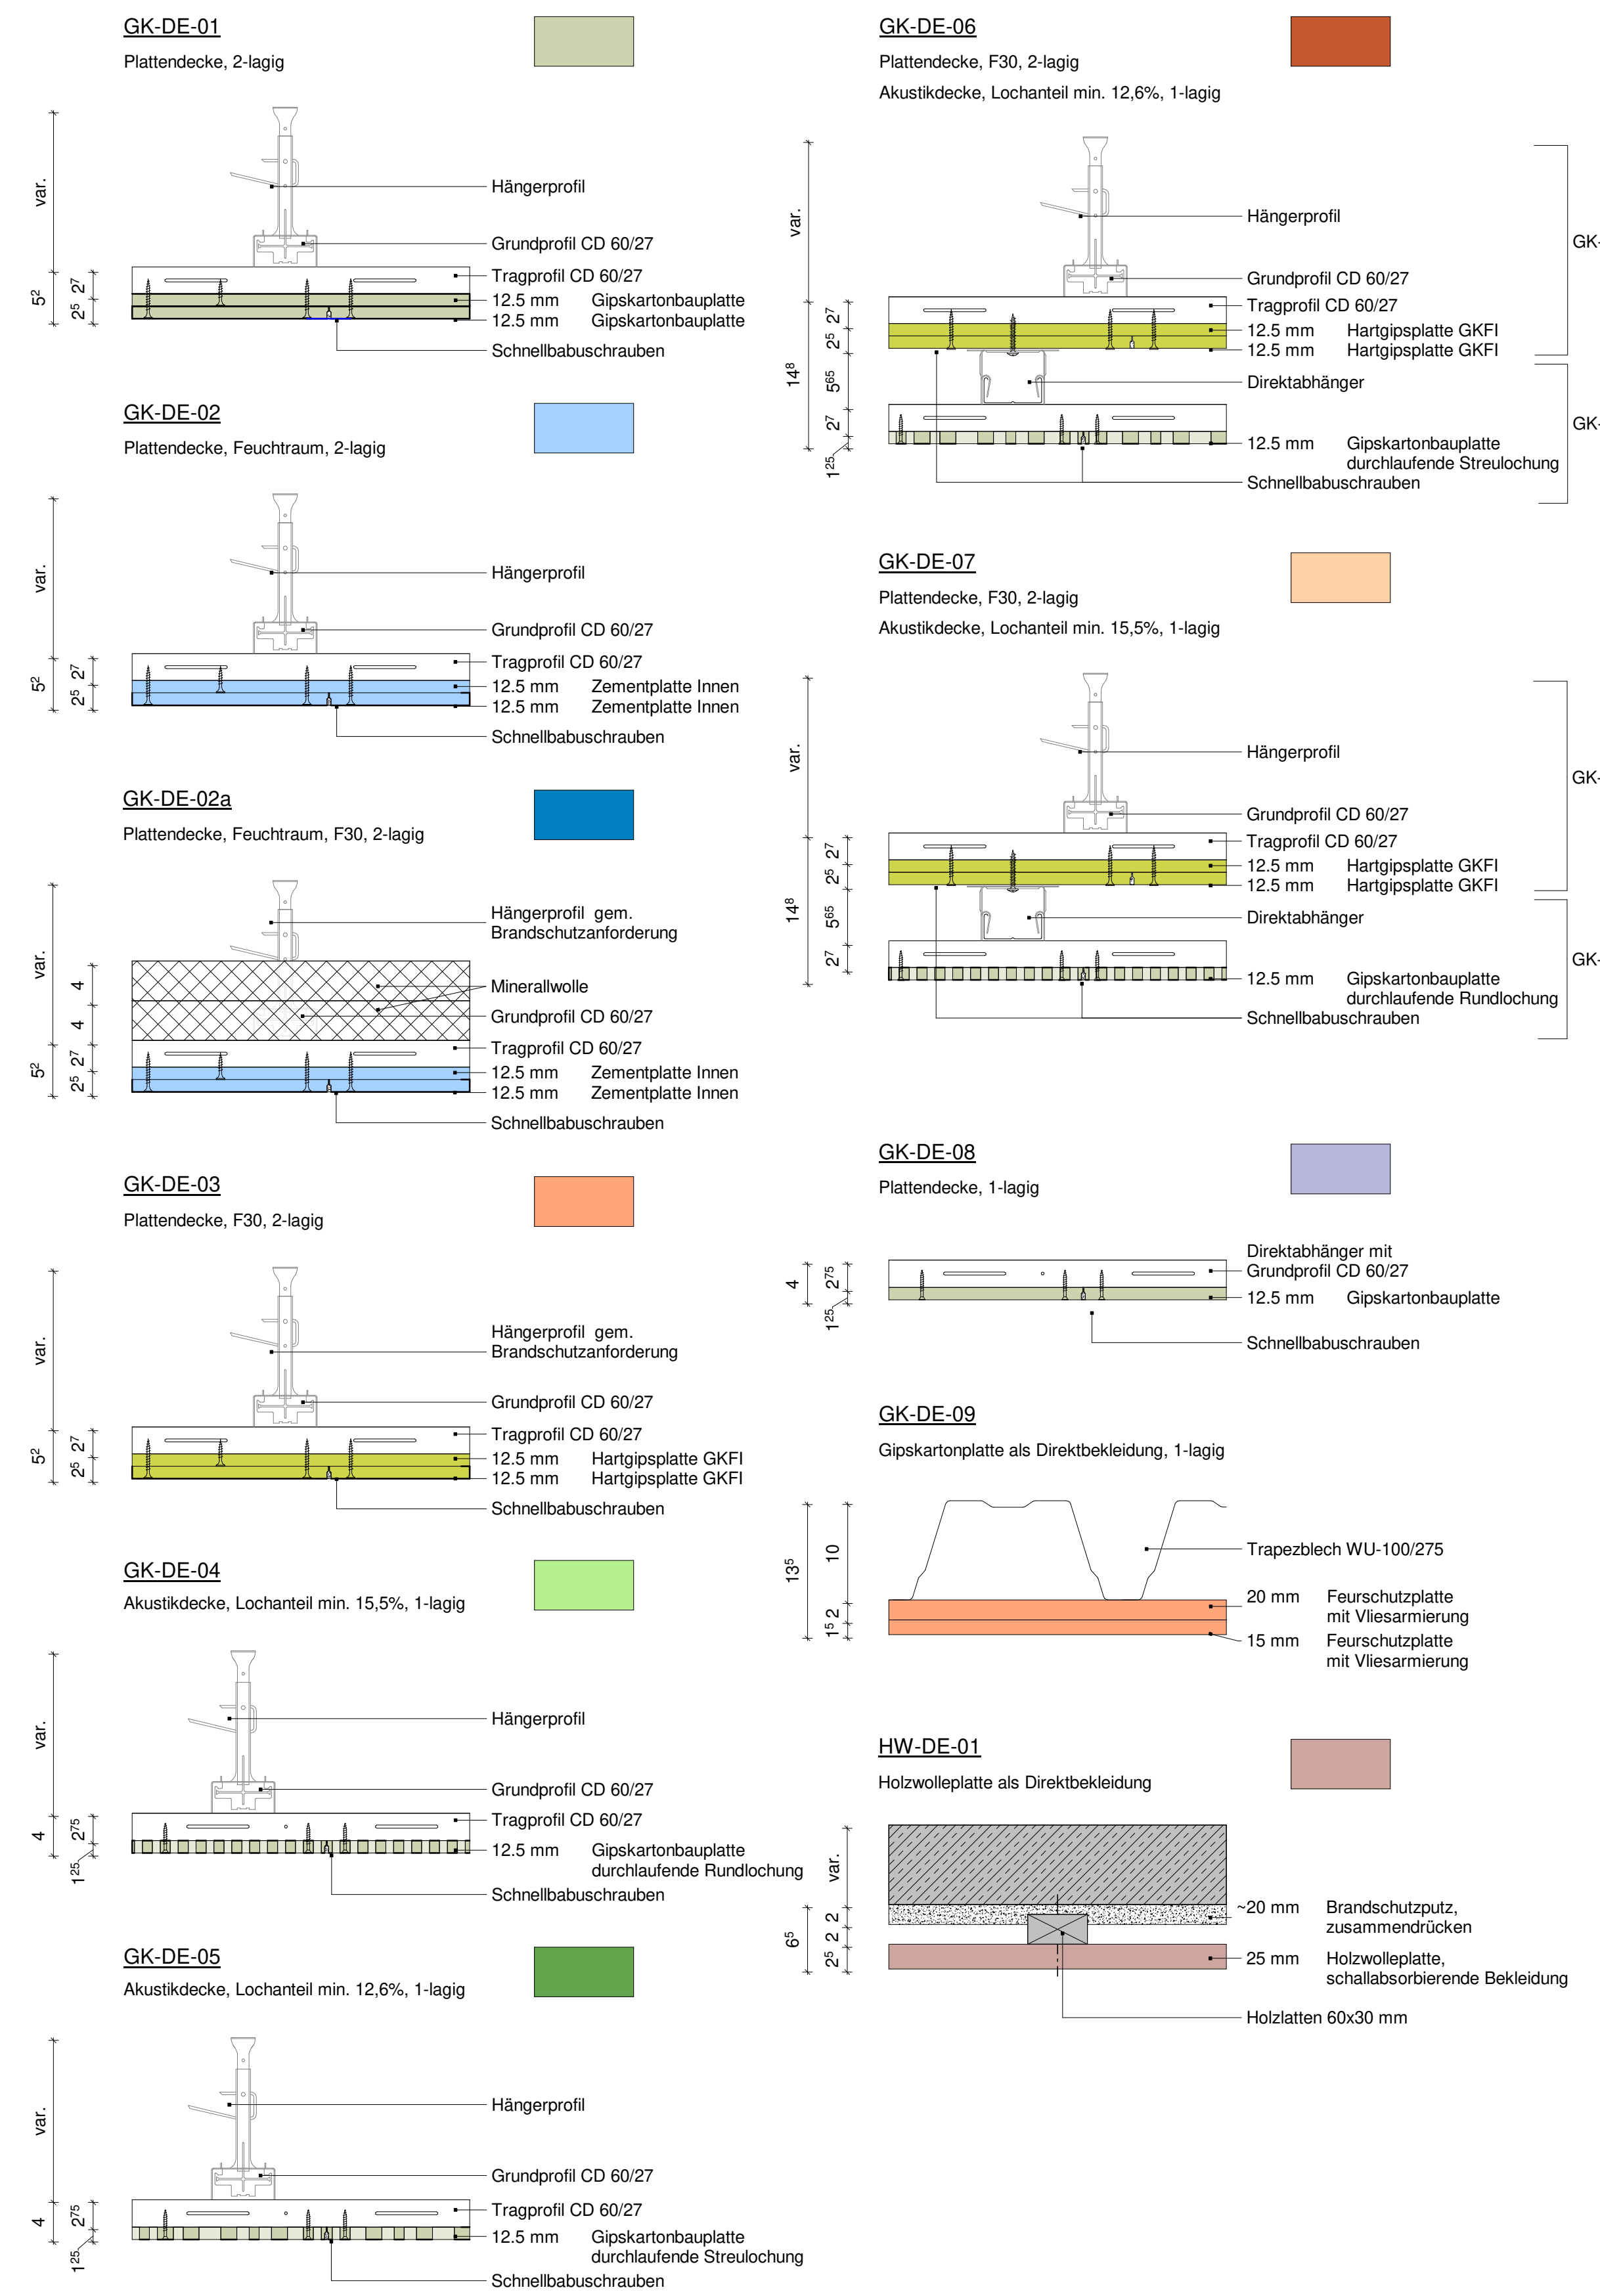 GK-DE-01
Plattendecke, 2-lagig
var.
5²
2⁷
2⁵
Hängerprofil
Grundprofil CD 60/27
Tragprofil CD 60/27
12.5 mm Gipskartonbauplatte
12.5 mm Gipskartonbauplatte
Schnellbabuschrauben
GK-DE-02
Plattendecke, Feuchtraum, 2-lagig
var.
5²
2⁷
2⁵
Hängerprofil
Grundprofil CD 60/27
Tragprofil CD 60/27
12.5 mm Zementplatte Innen
12.5 mm Zementplatte Innen
Schnellbabuschrauben
GK-DE-02a
Plattendecke, Feuchtraum, F30, 2-lagig
var.
4
4
5²
2⁷
2⁵
Hängerprofil gem.
Brandschutzanforderung
Minerallwolle
Grundprofil CD 60/27
Tragprofil CD 60/27
12.5 mm Zementplatte Innen
12.5 mm Zementplatte Innen
Schnellbabuschrauben
GK-DE-03
Plattendecke, F30, 2-lagig
var.
5²
2⁷
2⁵
Hängerprofil gem.
Brandschutzanforderung
Grundprofil CD 60/27
Tragprofil CD 60/27
12.5 mm Hartgipsplatte GKFI
12.5 mm Hartgipsplatte GKFI
Schnellbabuschrauben
GK-DE-04
Akustikdecke, Lochanteil min. 15,5%, 1-lagig
var.
4
2⁷⁵
1²⁵
Hängerprofil
Grundprofil CD 60/27
Tragprofil CD 60/27
12.5 mm Gipskartonbauplatte
durchlaufende Rundlochung
Schnellbabuschrauben
GK-DE-05
Akustikdecke, Lochanteil min. 12,6%, 1-lagig
var.
4
2⁷⁵
1²⁵
Hängerprofil
Grundprofil CD 60/27
Tragprofil CD 60/27
12.5 mm Gipskartonbauplatte
durchlaufende Streulochung
Schnellbabuschrauben
GK-DE-06
Plattendecke, F30, 2-lagig
Akustikdecke, Lochanteil min. 12,6%, 1-lagig
var.
14⁸
2⁷
2⁵
5⁶⁵
2⁷
1²⁵
Hängerprofil
Grundprofil CD 60/27
Tragprofil CD 60/27
12.5 mm Hartgipsplatte GKFI
12.5 mm Hartgipsplatte GKFI
Direktabhänger
12.5 mm Gipskartonbauplatte
durchlaufende Streulochung
Schnellbabuschrauben
GK-
GK-
GK-DE-07
Plattendecke, F30, 2-lagig
Akustikdecke, Lochanteil min. 15,5%, 1-lagig
var.
14⁸
2⁷
2⁵
5⁶⁵
2⁷
Hängerprofil
Grundprofil CD 60/27
Tragprofil CD 60/27
12.5 mm Hartgipsplatte GKFI
12.5 mm Hartgipsplatte GKFI
Direktabhänger
12.5 mm Gipskartonbauplatte
durchlaufende Rundlochung
Schnellbabuschrauben
GK-
GK-
GK-DE-08
Plattendecke, 1-lagig
4
2⁷⁵
1²⁵
Direktabhänger mit
Grundprofil CD 60/27
12.5 mm Gipskartonbauplatte
Schnellbabuschrauben
GK-DE-09
Gipskartonplatte als Direktbekleidung, 1-lagig
13⁵
10
2
1⁵
Trapezblech WU-100/275
20 mm Feurschutzplatte
mit Vliesarmierung
15 mm Feurschutzplatte
mit Vliesarmierung
HW-DE-01
Holzwolleplatte als Direktbekleidung
var.
6⁵
2
2
2⁵
~20 mm Brandschutzputz,
zusammendrücken
25 mm Holzwolleplatte,
schallabsorbierende Bekleidung
Holzlatten 60x30 mm